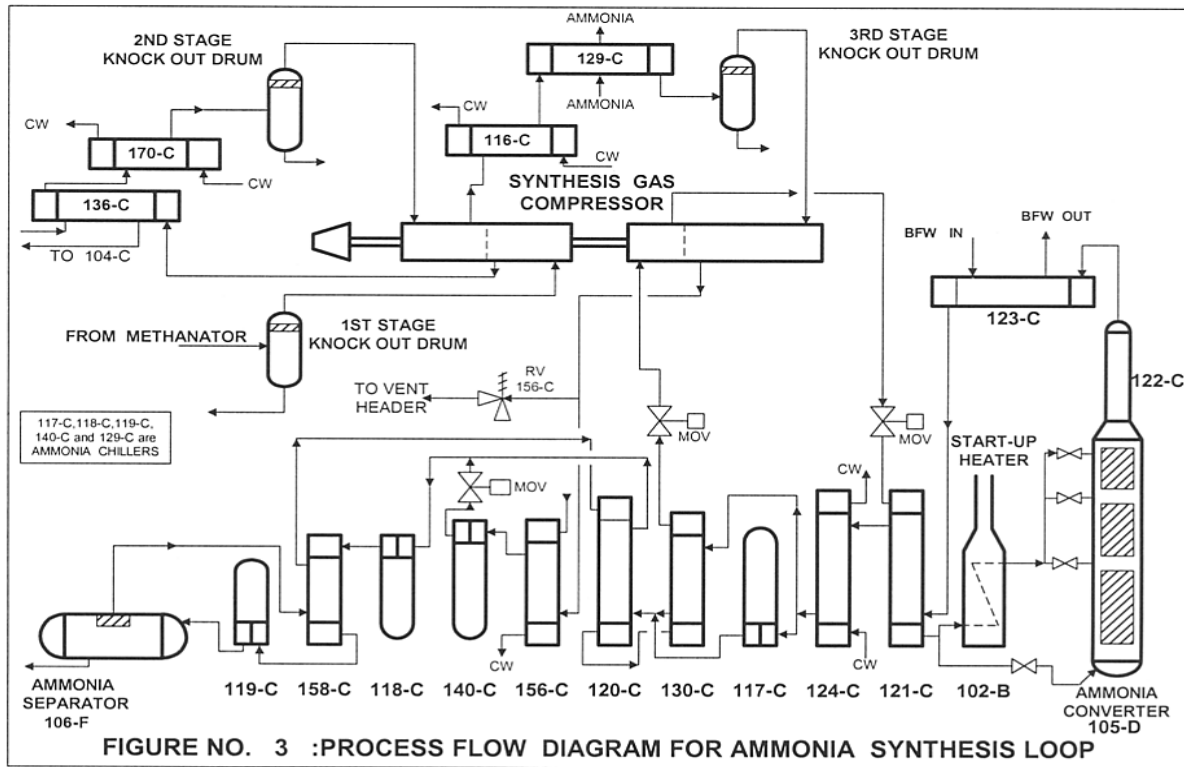 AMMONIA
2ND STAGE
KNOCK OUT DRUM
129-C
3RD STAGE
KNOCK OUT DRUM
AMMONIA
CW
CW
170-C
116-C
CW
CW
136-C
SYNTHESIS GAS
COMPRESSOR
TO 104-C
BFW IN
BFW OUT
123-C
FROM METHANATOR
1ST STAGE
KNOCK OUT DRUM
122-C
TO VENT
HEADER
RV
156-C
117-C,118-C,119-C,
140-C and 129-C are
AMMONIA CHILLERS
MOV
MOV
START-UP
HEATER
MOV
CW
CW
CW
AMMONIA
SEPARATOR
106-F
119-C
158-C
118-C
140-C
156-C
120-C
130-C
117-C
124-C
121-C
102-B
AMMONIA
CONVERTER
105-D
FIGURE NO. 3 :PROCESS FLOW DIAGRAM FOR AMMONIA SYNTHESIS LOOP